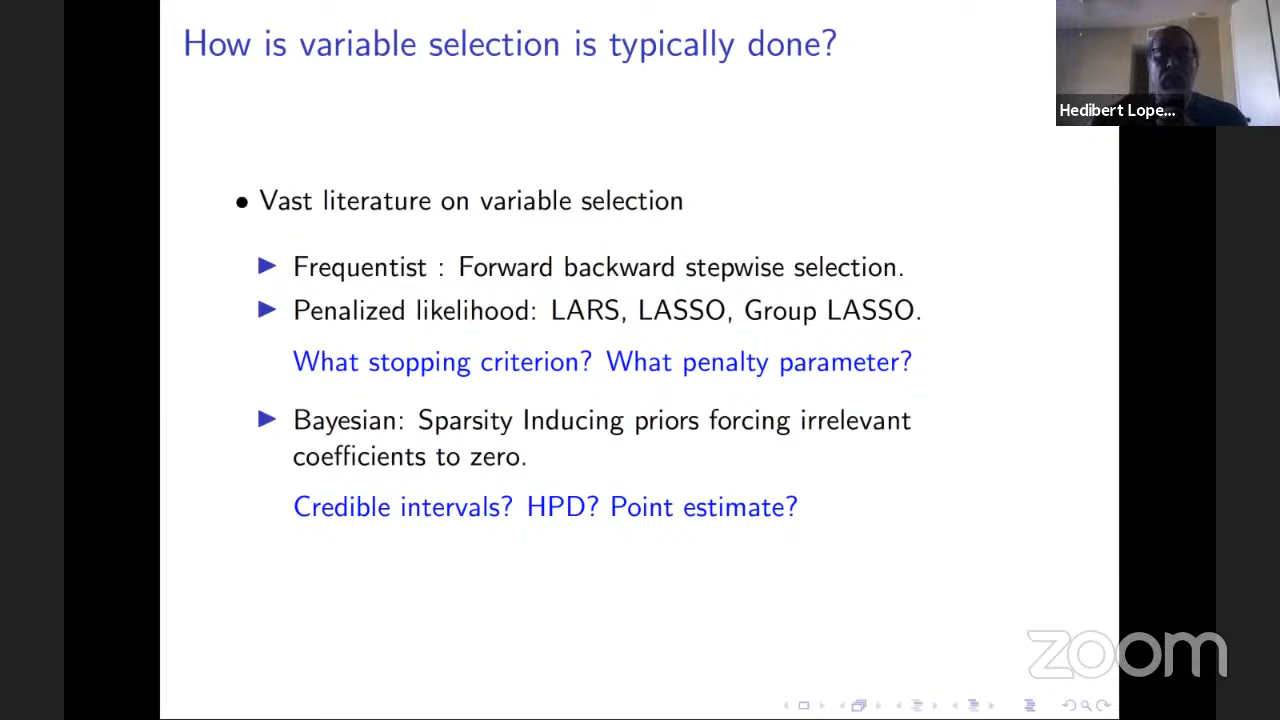 How is variable selection is typically done?
Hedibert Lope...
• Vast literature on variable selection
Frequentist : Forward backward stepwise selection.
Penalized likelihood: LARS, LASSO, Group LASSO.
What stopping criterion? What penalty parameter?
Bayesian: Sparsity Inducing priors forcing irrelevant
coefficients to zero.
Credible intervals? HPD? Point estimate?
zoom